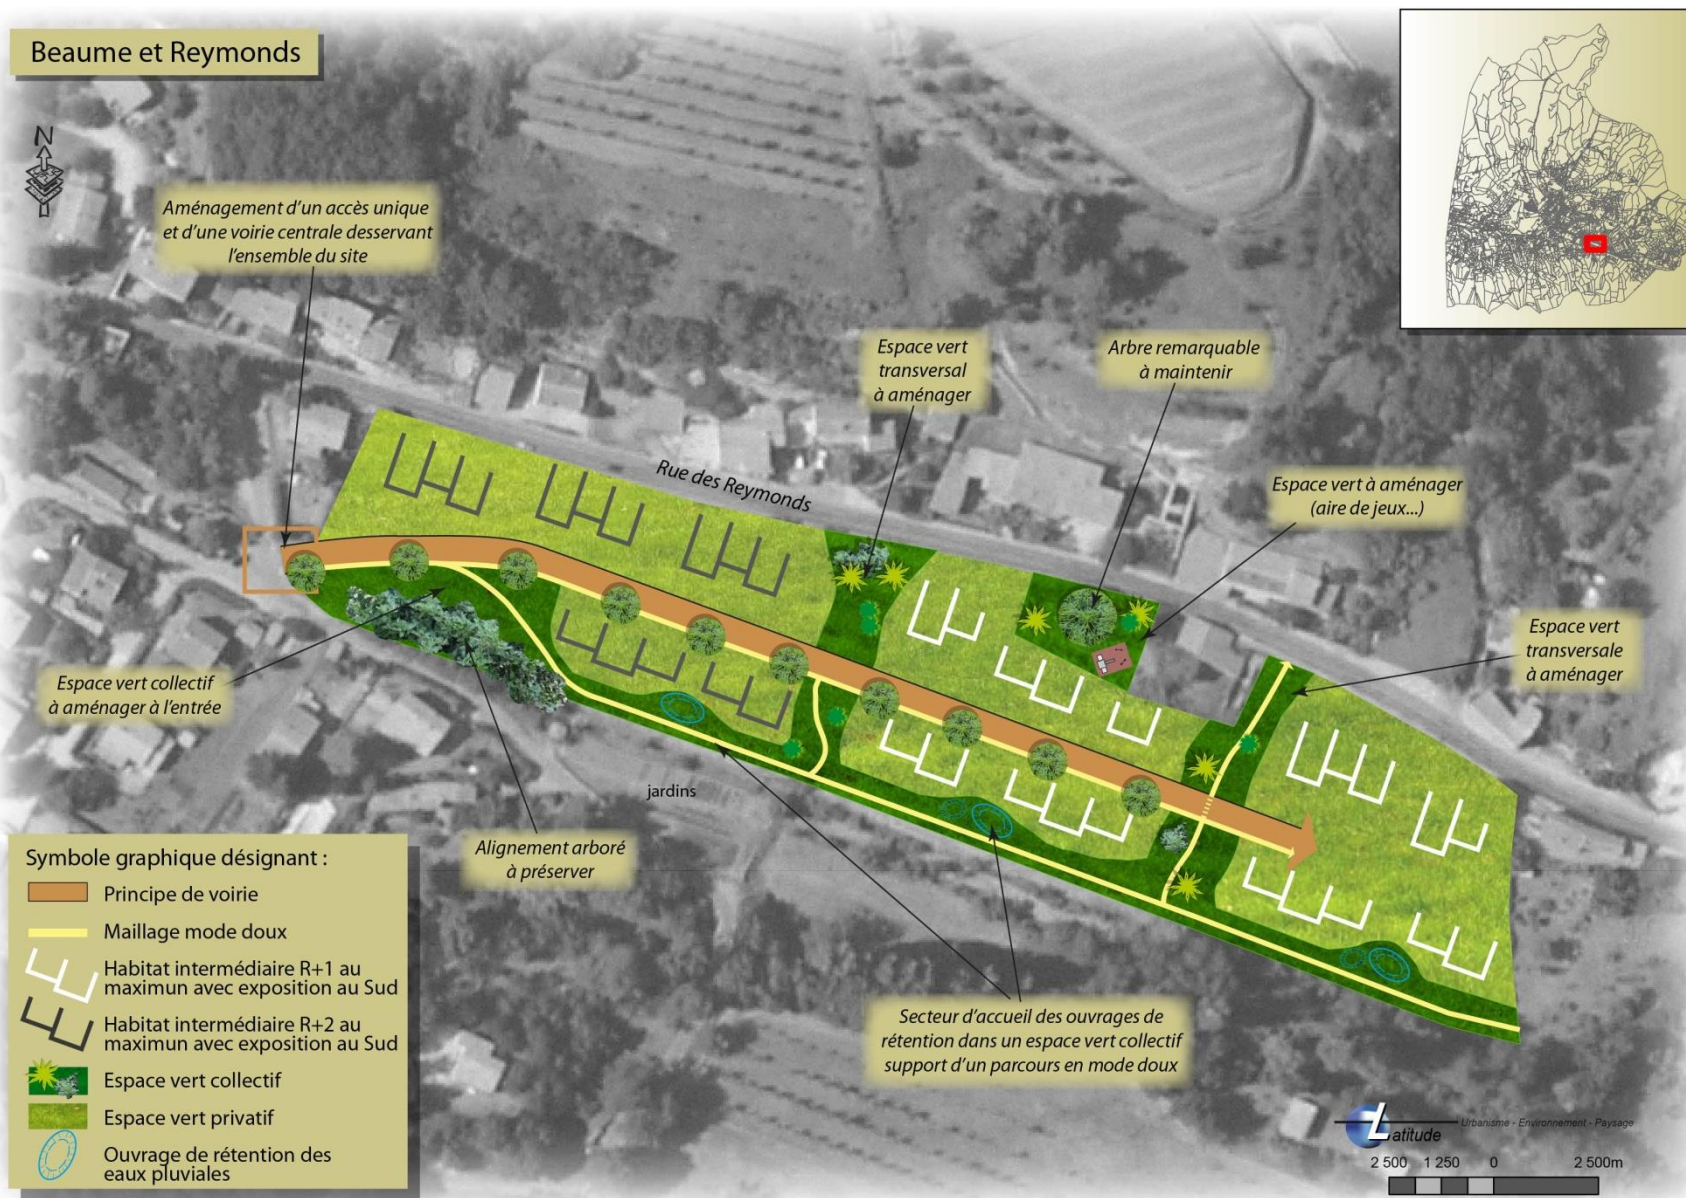 Beaume et Reymonds
N
Aménagement d'un accès unique
et d'une voirie centrale desservant
l'ensemble du site
Espace vert
transversal
à aménager
Arbre remarquable
à maintenir
Rue des Reymonds
Espace vert à aménager
(aire de jeux...)
Espace vert
transversale
à aménager
Espace vert collectif
à aménager à l'entrée
jardins
Alignement arboré
à préserver
Secteur d'accueil des ouvrages de
rétention dans un espace vert collectif
support d'un parcours en mode doux
Symbole graphique désignant :
Principe de voirie
Maillage mode doux
Habitat intermédiaire R+1 au
maximun avec exposition au Sud
Habitat intermédiaire R+2 au
maximun avec exposition au Sud
Espace vert collectif
Espace vert privatif
Ouvrage de rétention des
eaux pluviales
Latitude
Urbanisme - Environnement - Paysage
2 500 1 250 0 2 500m